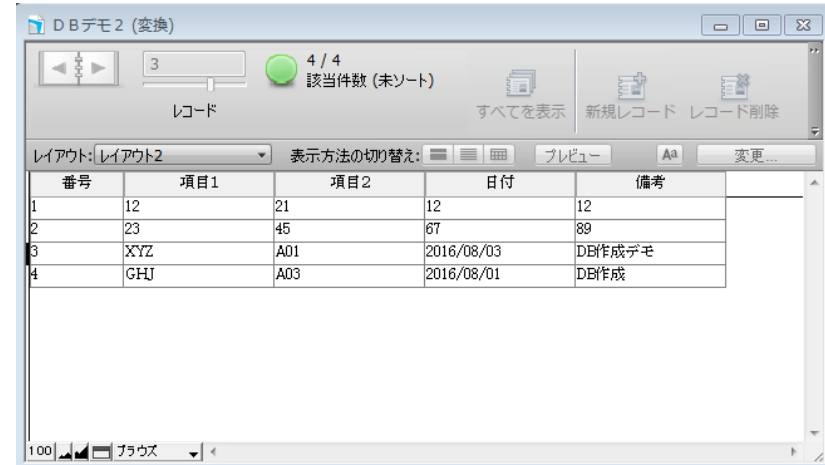 DBデモ2 (変換)
3
4 / 4
該当件数 (未ソート)
レコード
すべてを表示
新規レコード
レコード削除
レイアウト: レイアウト2
表示方法の切り替え:
プレビュー
Aa
変更...
番号 項目1 項目2 日付 備考
1 12 21 12 12
2 23 45 67 89
3 XYZ A01 2016/08/03 DB作成デモ
4 GHJ A03 2016/08/01 DB作成
100 ブラウズ